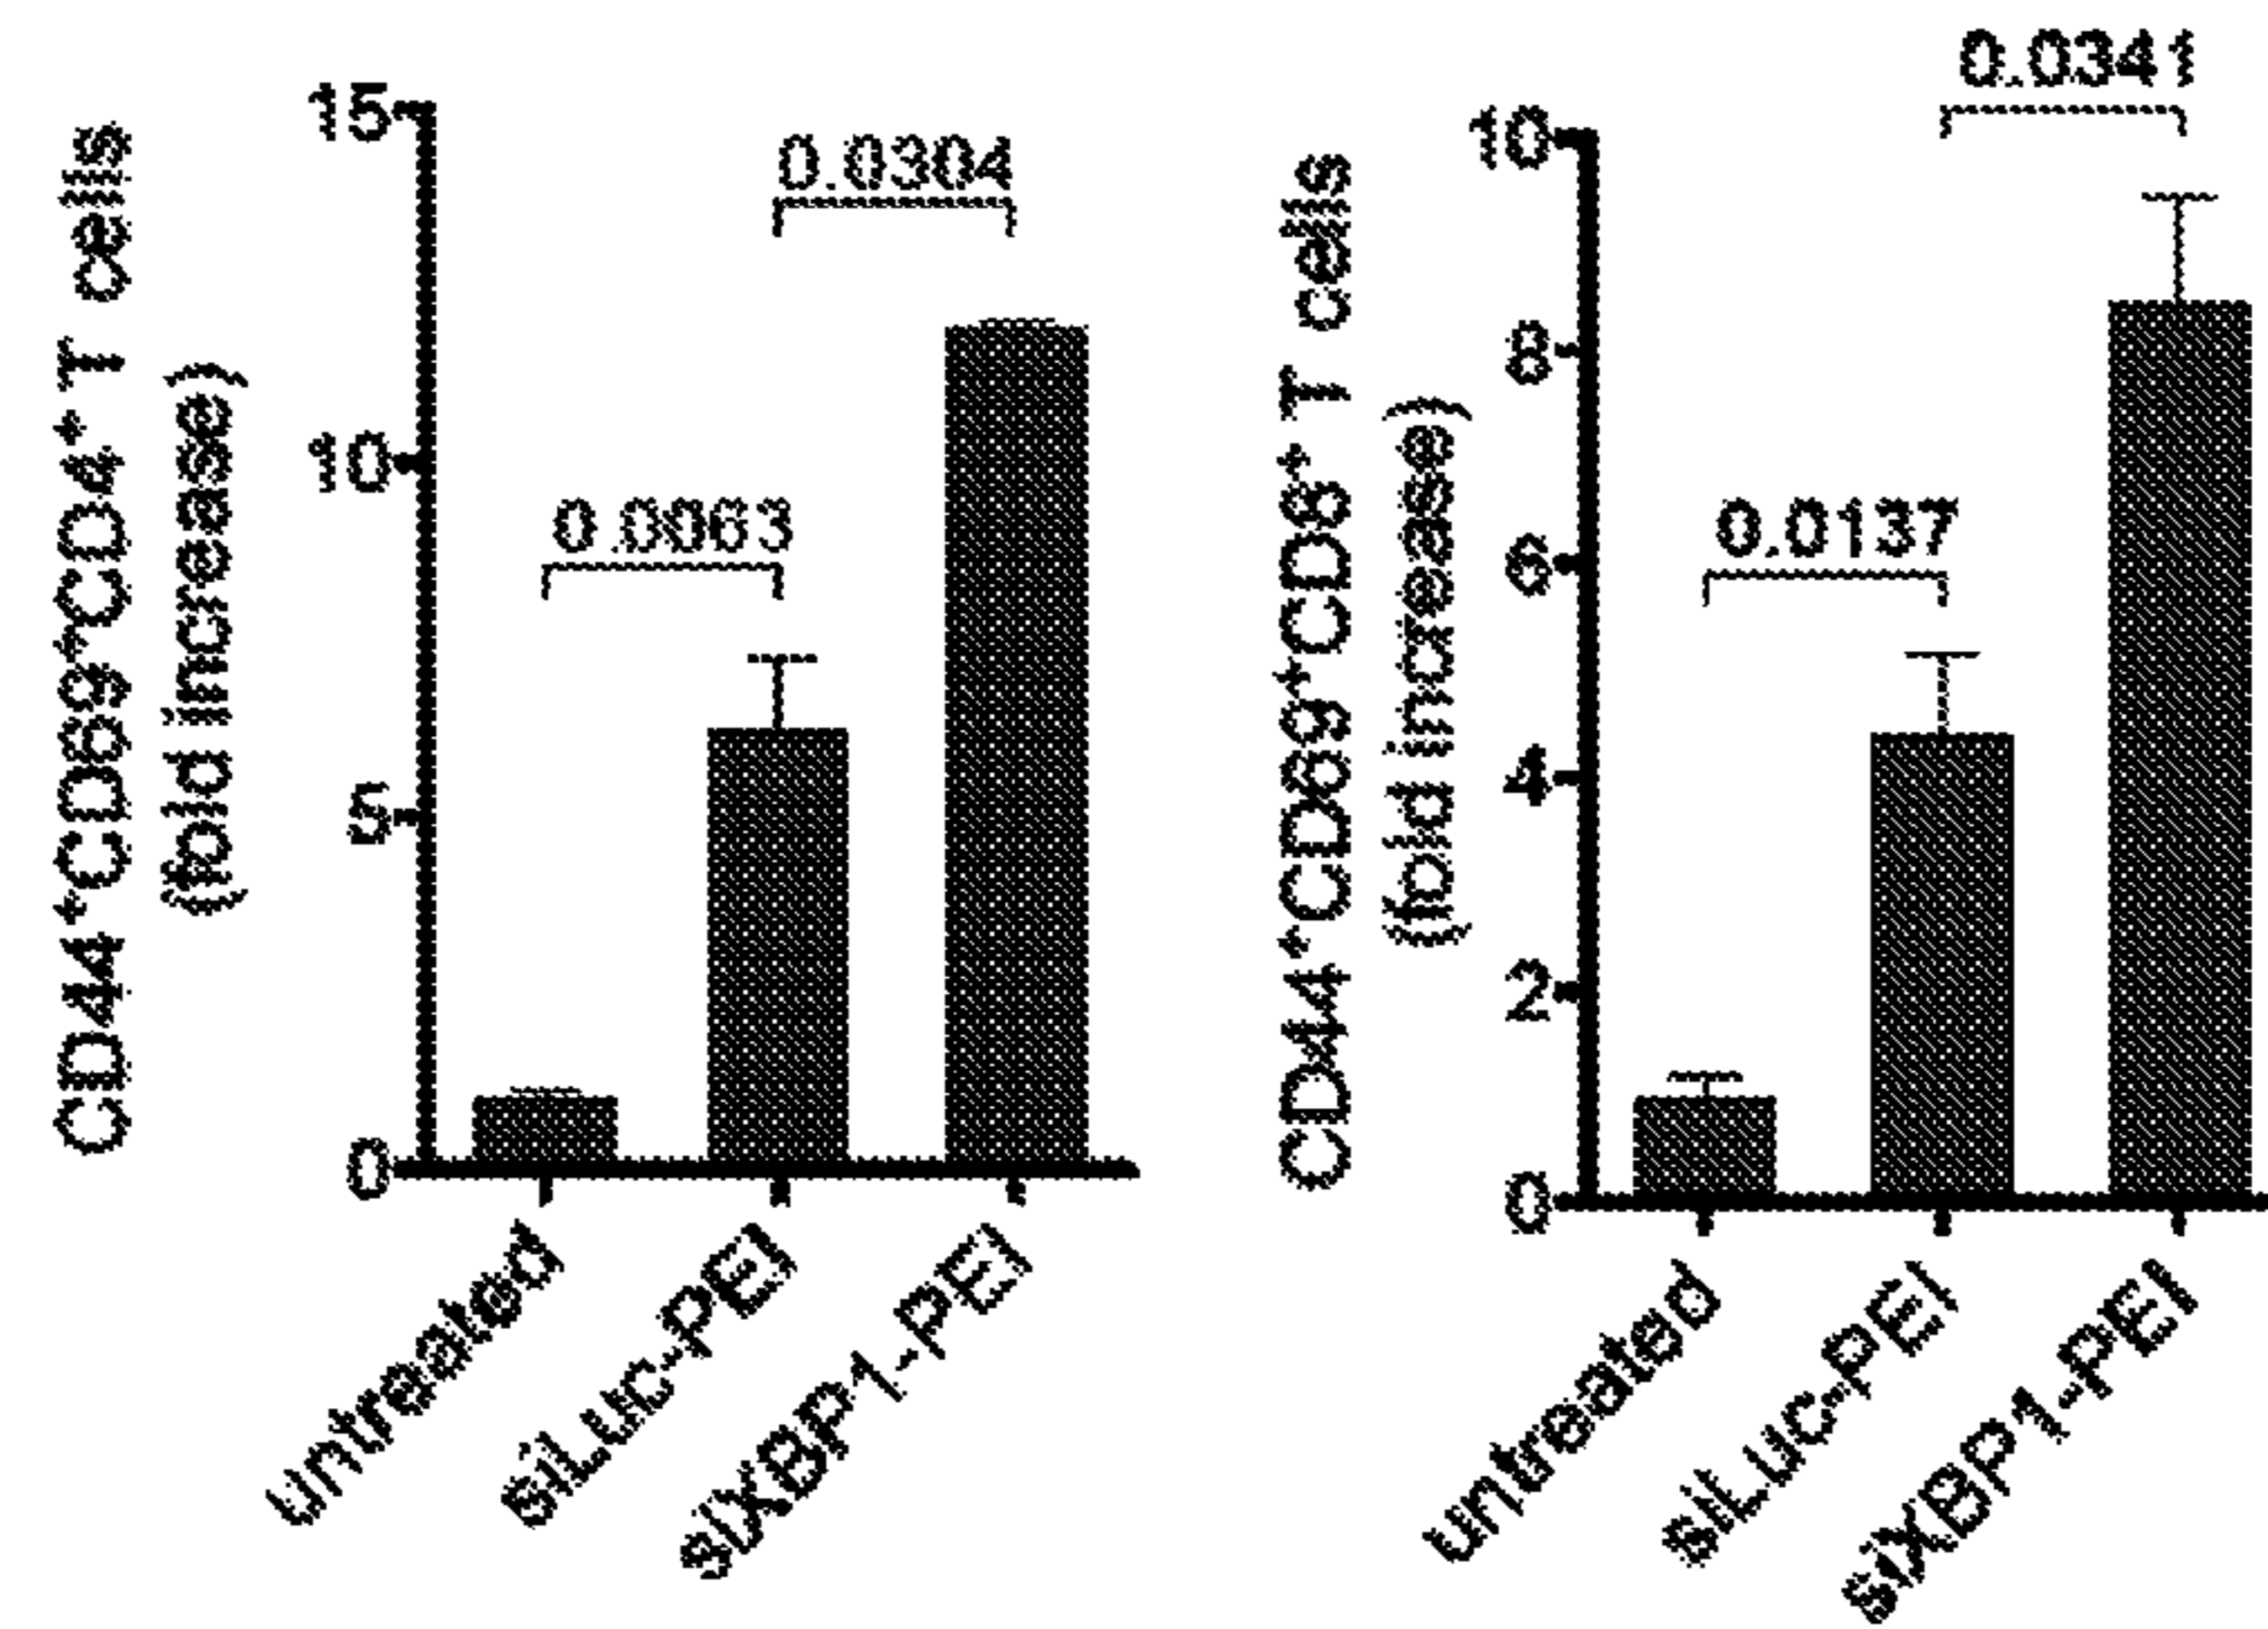 CD44⁺CD69⁺CD4⁺ T cells
(fold increase)
15
10
5
0
0.0304
0.0063
untreated
siLuc-PEI
siXBP1-PEI
CD44⁺CD69⁺CD8⁺ T cells
(fold increase)
10
8
6
4
2
0
0.0341
0.0137
untreated
siLuc-PEI
siXBP1-PEI